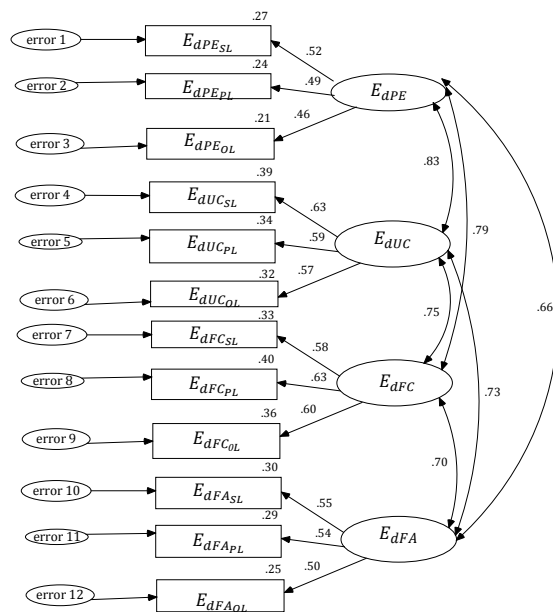 .27
error 1
E_dPE_SL
.52
.24
error 2
E_dPE_PL
.49
E_dPE
.21
.46
error 3
E_dPE_OL
.83
.39
error 4
E_dUC_SL
.63
.34
error 5
E_dUC_PL
.59
E_dUC
.79
.32
.57
error 6
E_dUC_OL
.66
.33
.75
error 7
E_dFC_SL
.58
.40
error 8
E_dFC_PL
.63
E_dFC
.73
.36
.60
error 9
E_dFC_0L
.70
.30
error 10
E_dFA_SL
.55
.29
error 11
E_dFA_PL
.54
E_dFA
.25
.50
error 12
E_dFA_OL